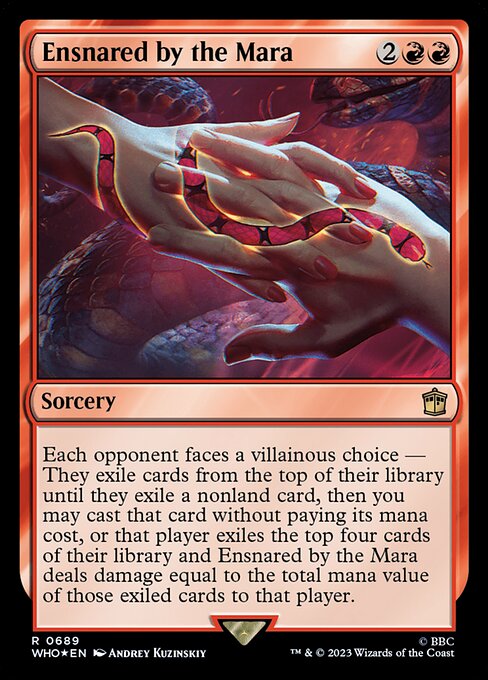 Ensnared by the Mara 2
Sorcery
Each opponent faces a villainous choice —
They exile cards from the top of their library
until they exile a nonland card, then you
may cast that card without paying its mana
cost, or that player exiles the top four cards
of their library and Ensnared by the Mara
deals damage equal to the total mana value
of those exiled cards to that player.
R 0689 © BBC
WHO★EN Andrey Kuzinskiy ™ & © 2023 Wizards of the Coast